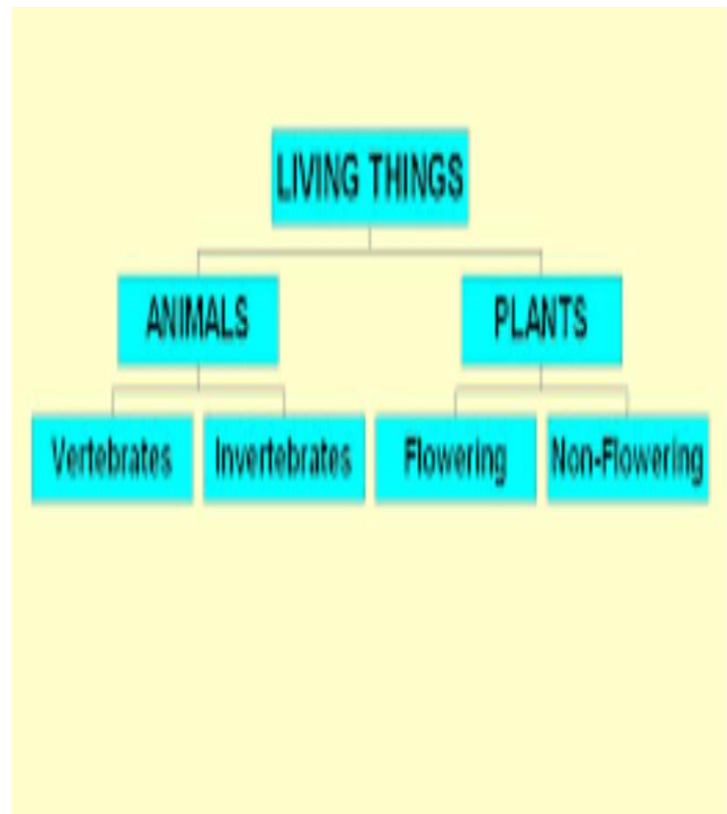 LIVING THINGS
ANIMALS
PLANTS
Vertebrates
Invertebrates
Flowering
Non-Flowering